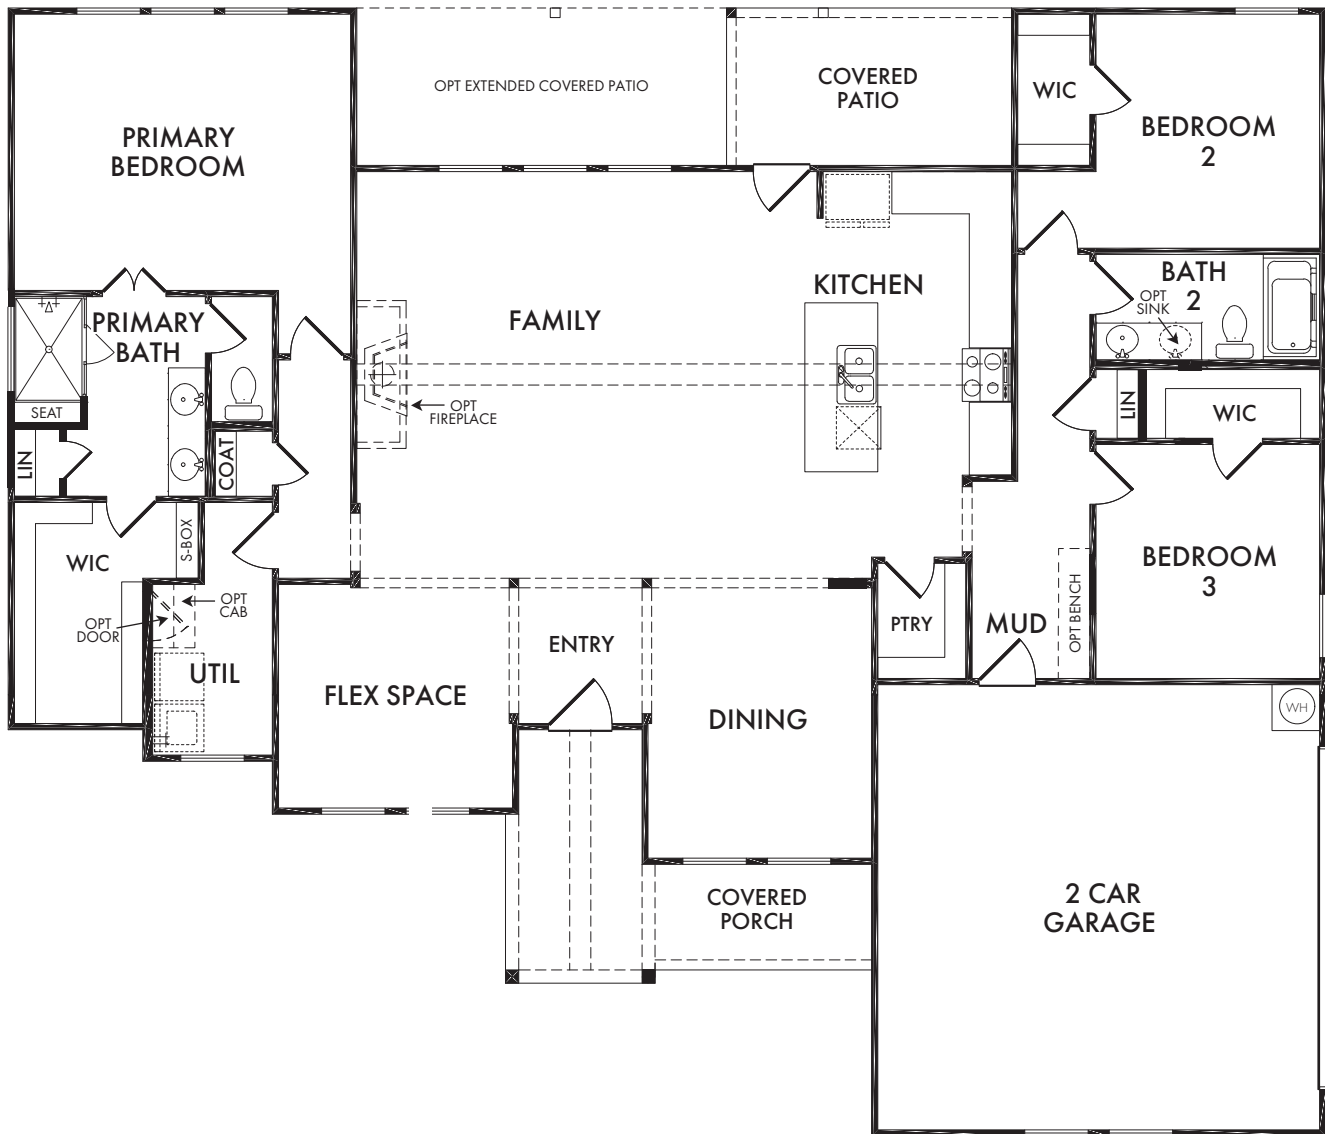 OPT EXTENDED COVERED PATIO
COVERED
PATIO
WIC
BEDROOM
2
PRIMARY
BEDROOM
BATH
2
OPT
SINK
KITCHEN
FAMILY
PRIMARY
BATH
SEAT
OPT
FIREPLACE
LIN
WIC
COAT
LIN
S-BOX
WIC
BEDROOM
3
OPT
CAB
OPT
DOOR
UTIL
FLEX SPACE
ENTRY
DINING
PTRY
MUD
OPT BENCH
WH
COVERED
PORCH
2 CAR
GARAGE